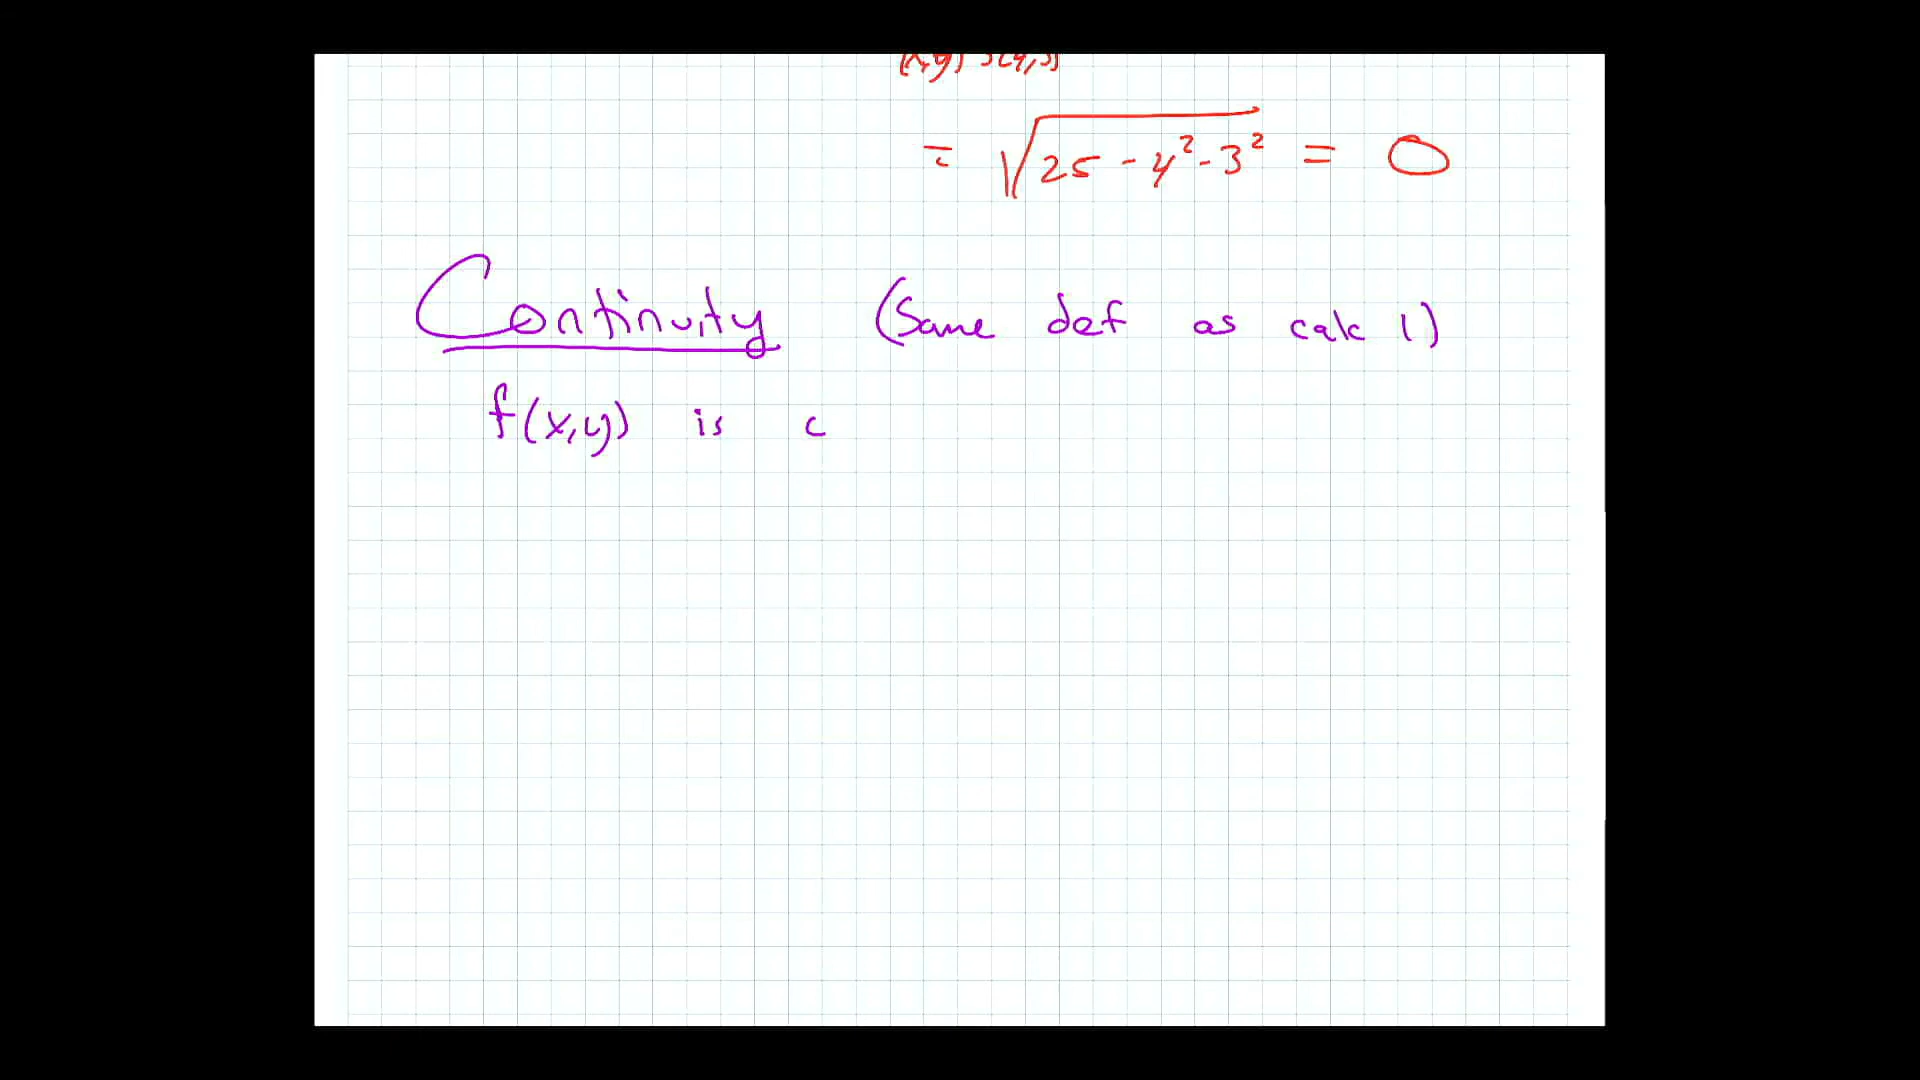 = √25 - 4² - 3² = 0
Continuity (Same def as calc 1)
f(x,y) is c